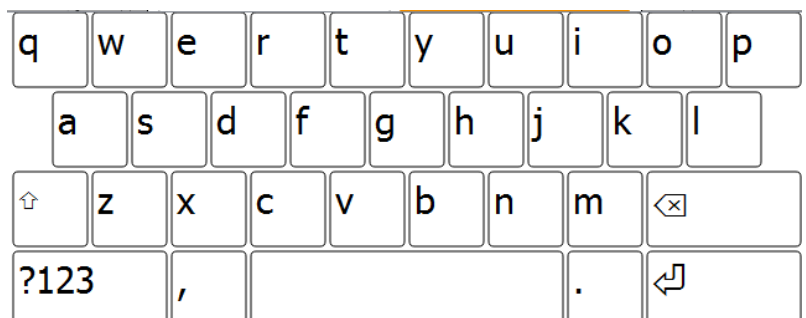 q w e r t y u i o p
a s d f g h j k l
⇧ z x c v b n m ⌫
?123 , . ⏎